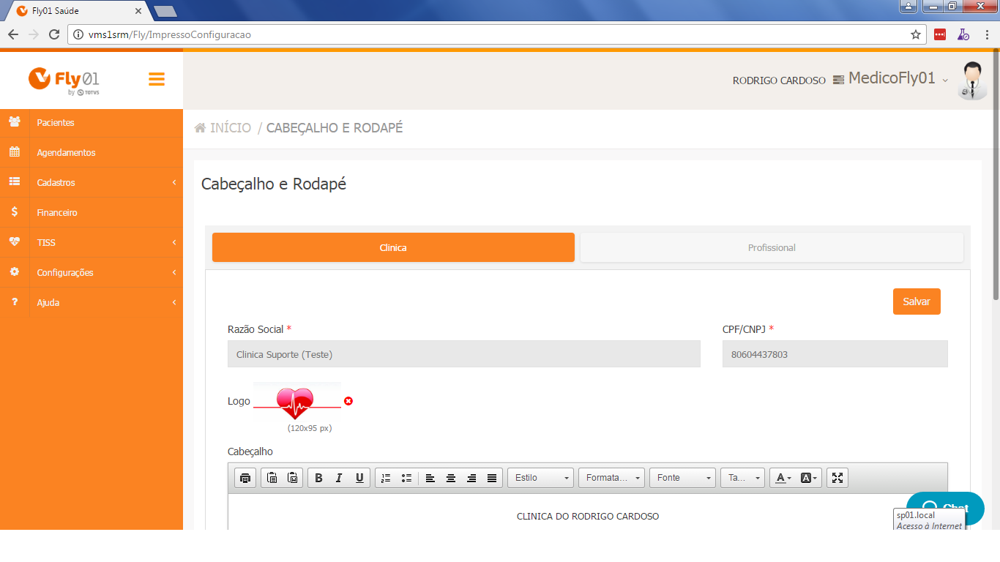 Fly01 Saúde
vms1srm/Fly/ImpressoConfiguracao
Fly01
by TOTVS
RODRIGO CARDOSO MedicoFly01
Pacientes
Agendamentos
Cadastros
Financeiro
TISS
Configurações
Ajuda
INÍCIO / CABEÇALHO E RODAPÉ
Cabeçalho e Rodapé
Clinica Profissional
Salvar
Razão Social * CPF/CNPJ *
Clinica Suporte (Teste) 80604437803
Logo
(120x95 px)
Cabeçalho
B I U Estilo Formata... Fonte Ta... A A
CLINICA DO RODRIGO CARDOSO
Chat
sp01.local
Acesso à Internet